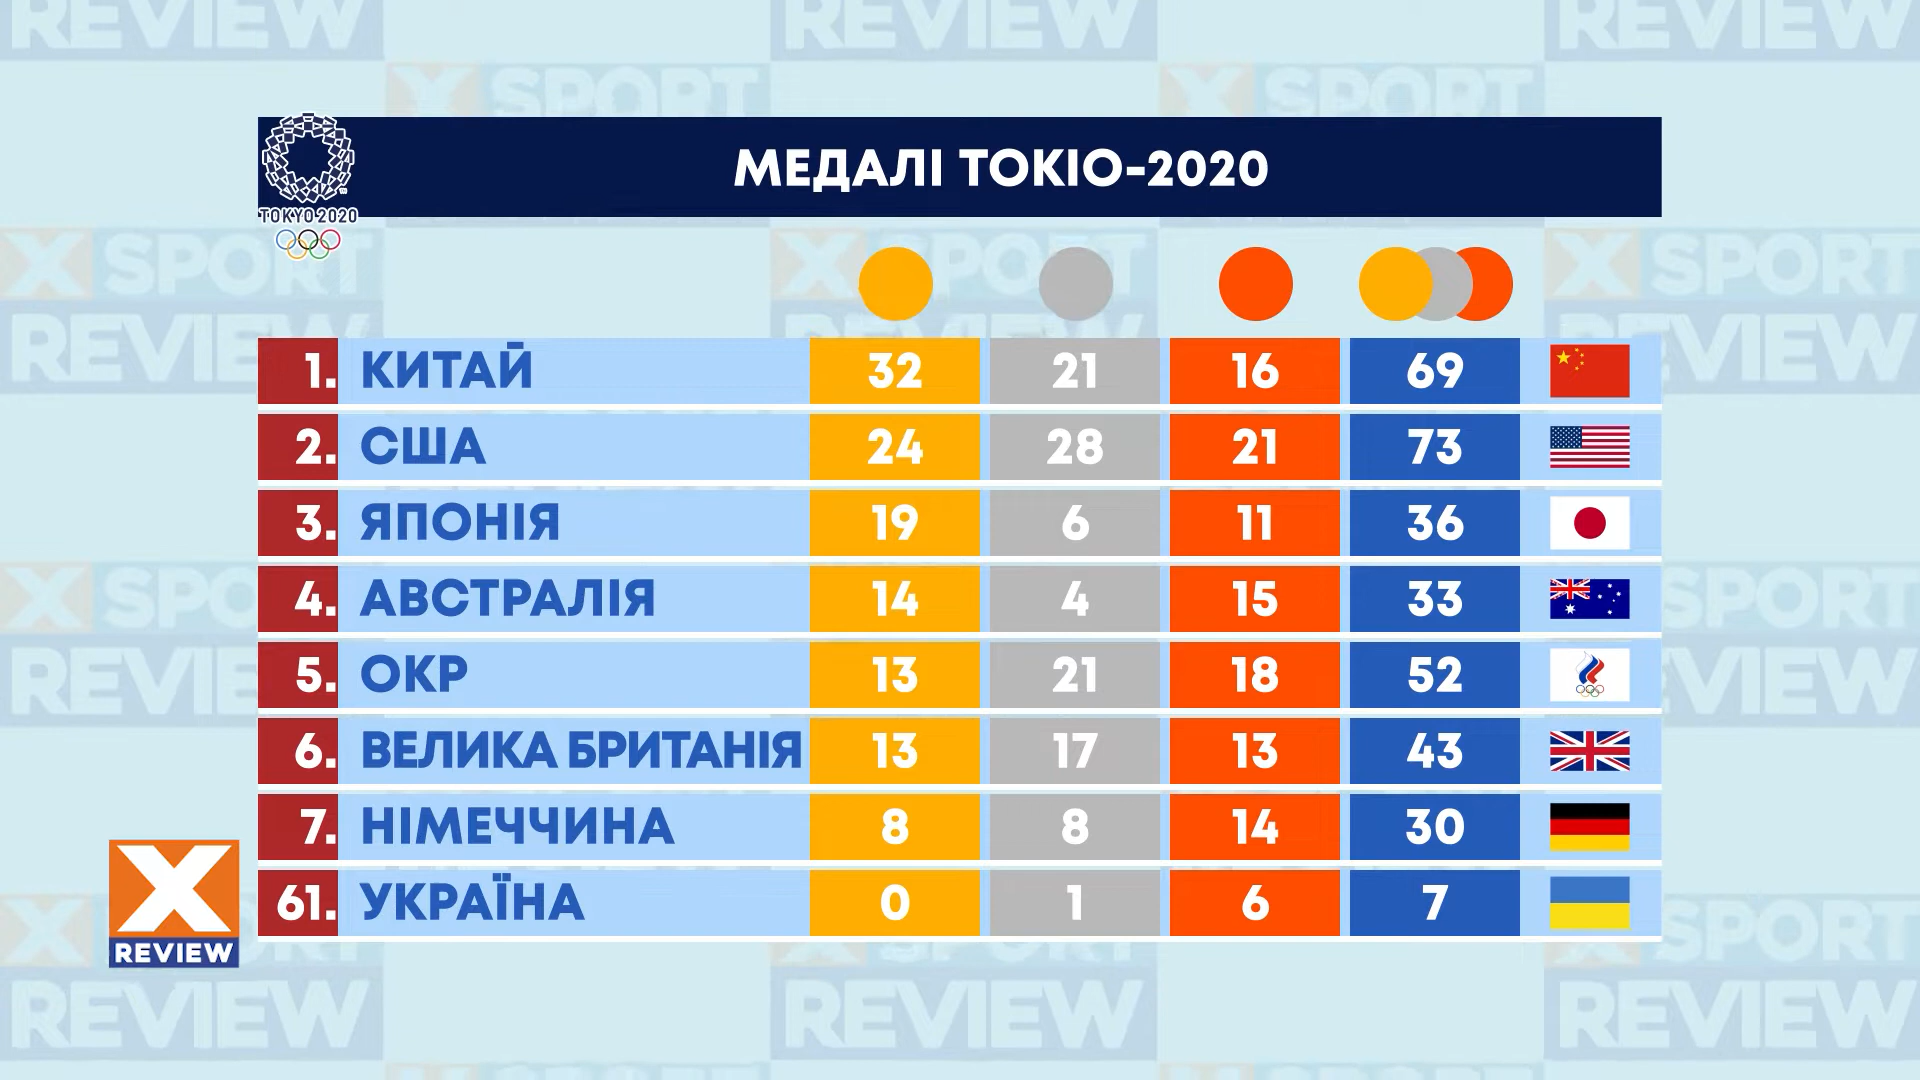 МЕДАЛІ ТОКІО-2020
TOKYO 2020
1. КИТАЙ 32 21 16 69
2. США 24 28 21 73
3. ЯПОНІЯ 19 6 11 36
4. АВСТРАЛІЯ 14 4 15 33
5. ОКР 13 21 18 52
6. ВЕЛИКА БРИТАНІЯ 13 17 13 43
7. НІМЕЧЧИНА 8 8 14 30
61. УКРАЇНА 0 1 6 7
X
REVIEW
X SPORT
REVIEW